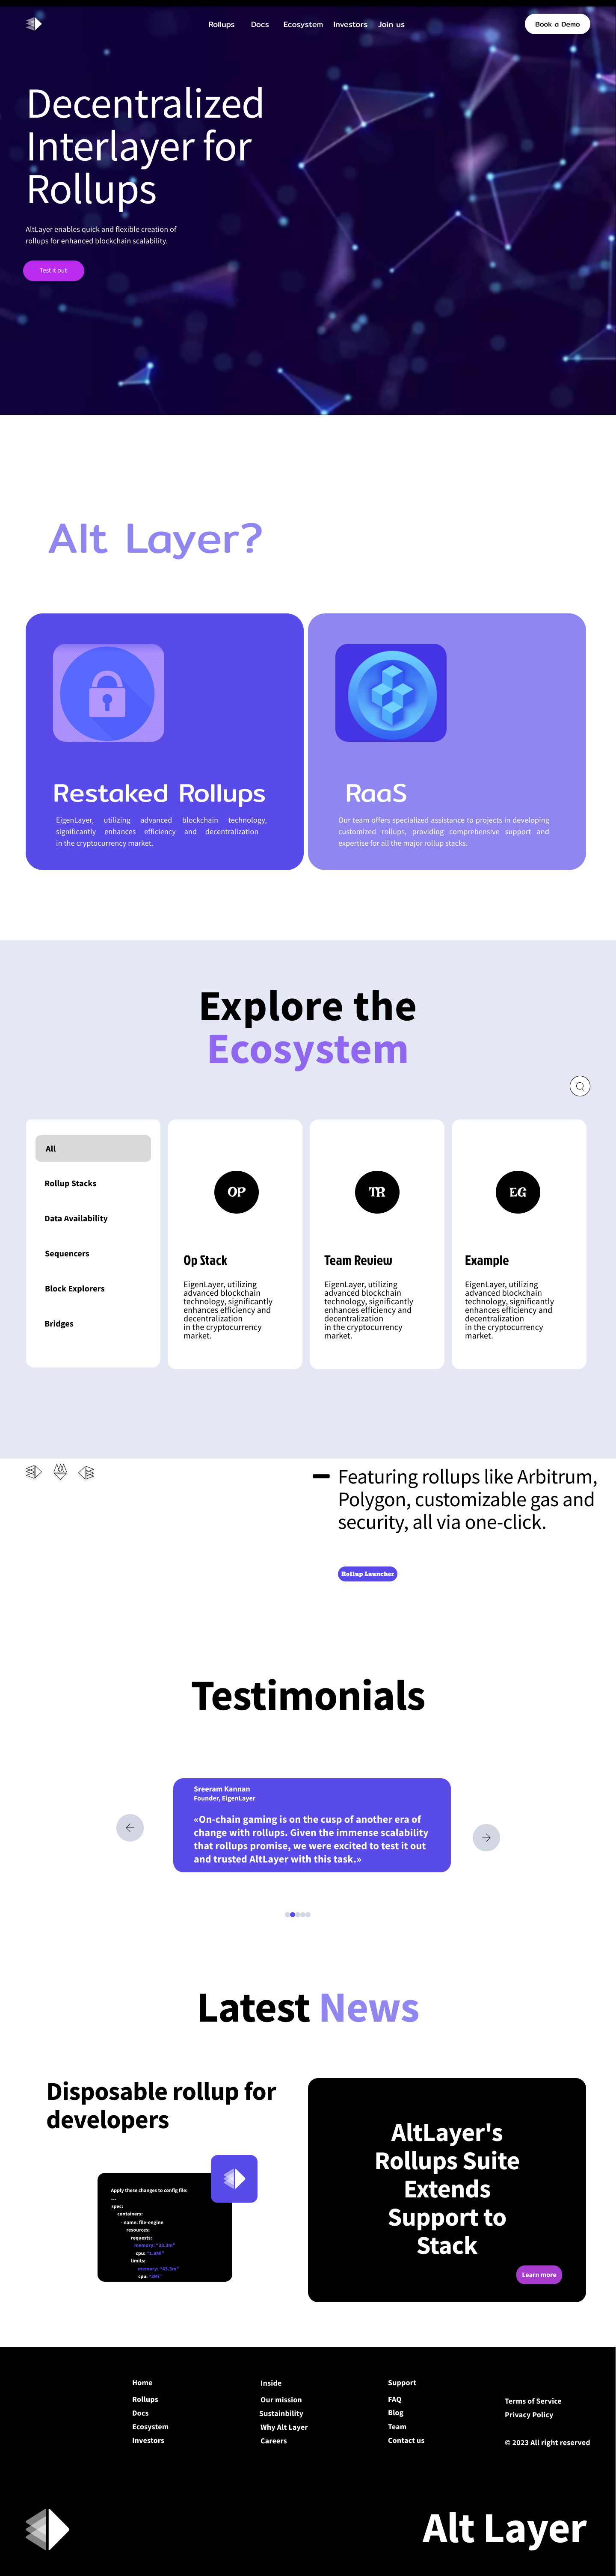 Rollups Docs Ecosystem Investors Join us
Book a Demo
Decentralized
Interlayer for
Rollups
AltLayer enables quick and flexible creation of
rollups for enhanced blockchain scalability.
Test it out
Alt Layer?
Restaked Rollups
EigenLayer, utilizing advanced blockchain technology,
significantly enhances efficiency and decentralization
in the cryptocurrency market.
RaaS
Our team offers specialized assistance to projects in developing
customized rollups, providing comprehensive support and
expertise for all the major rollup stacks.
Explore the
Ecosystem
All
Rollup Stacks
Data Availability
Sequencers
Block Explorers
Bridges
OP
Op Stack
EigenLayer, utilizing
advanced blockchain
technology, significantly
enhances efficiency and
decentralization
in the cryptocurrency
market.
TR
Team Review
EigenLayer, utilizing
advanced blockchain
technology, significantly
enhances efficiency and
decentralization
in the cryptocurrency
market.
EG
Example
EigenLayer, utilizing
advanced blockchain
technology, significantly
enhances efficiency and
decentralization
in the cryptocurrency
market.
Featuring rollups like Arbitrum,
Polygon, customizable gas and
security, all via one-click.
Rollup Launcher
Testimonials
Sreeram Kannan
Founder, EigenLayer
«On-chain gaming is on the cusp of another era of
change with rollups. Given the immense scalability
that rollups promise, we were excited to test it out
and trusted AltLayer with this task.»
Latest News
Disposable rollup for
developers
Apply these changes to config file:
...
spec:
containers:
- name: file-engine
resources:
requests:
memory: "23.5m"
cpu: "1.5Mi"
limits:
memory: "43.3m"
cpu: "3Mi"
AltLayer's
Rollups Suite
Extends
Support to
Stack
Learn more
Home
Rollups
Docs
Ecosystem
Investors
Inside
Our mission
Sustainbility
Why Alt Layer
Careers
Support
FAQ
Blog
Team
Contact us
Terms of Service
Privacy Policy
© 2023 All right reserved
Alt Layer